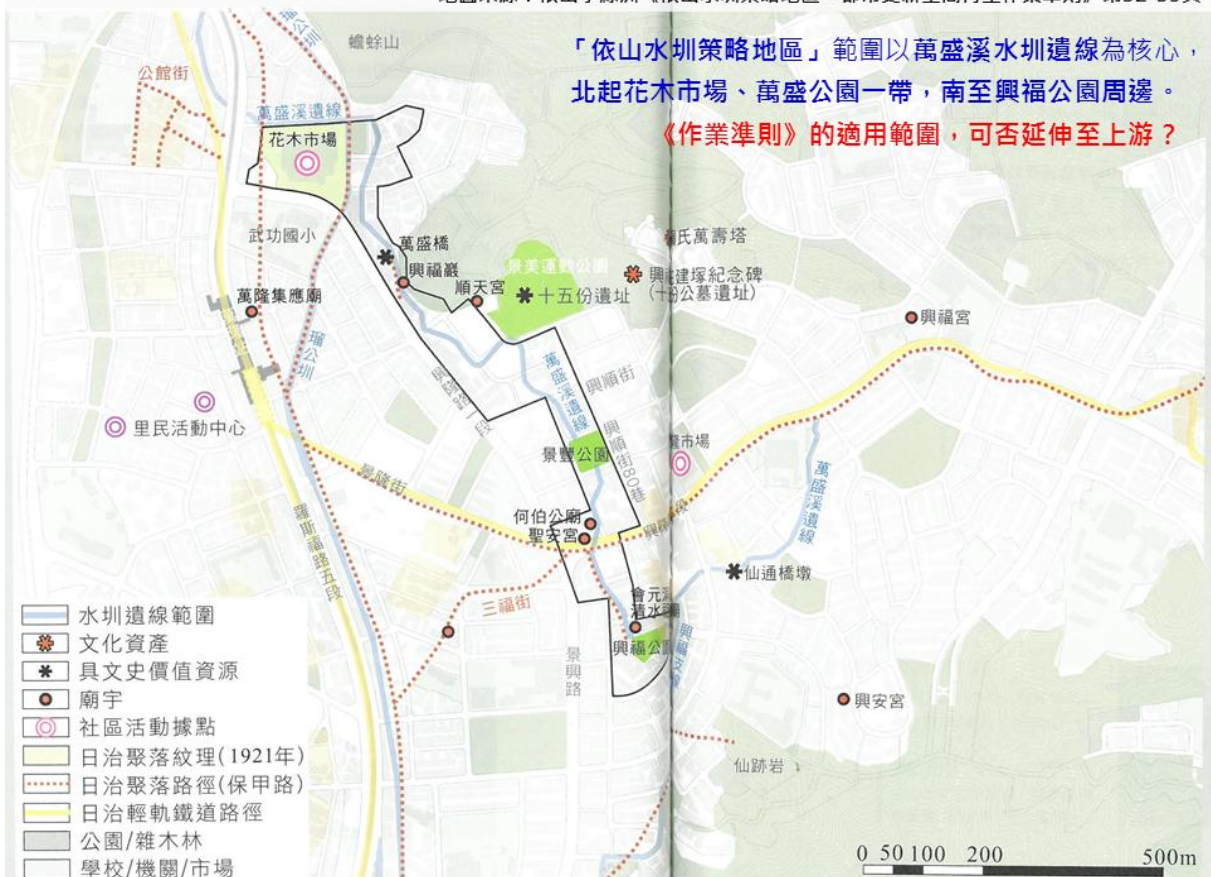 「依山水圳策略地區」範圍以萬盛溪水圳遺線為核心，
北起花木市場、萬盛公園一帶，南至興福公園周邊。
《作業準則》的適用範圍，可否延伸至上游？
蟾蜍山
瑠公圳
公館街
萬盛溪遺線
花木市場
武功國小
萬盛橋
興福巖
順天宮
景美運動公園
十五份遺址
氏萬壽塔
興
建塚紀念碑
公墓遺址)
萬隆集應廟
瑠公圳
興福宮
里民活動中心
萬盛溪遺線
興順街
興順街80巷
景豐公園
市場
景隆街
羅斯福路五段
何伯公廟
聖安宮
萬盛溪遺線
仙通橋墩
三福街
會元洞
清水
興福公
興福支線
景興路
興安宮
仙跡岩
水圳遺線範圍
文化資產
具文史價值資源
廟宇
社區活動據點
日治聚落紋理(1921年)
日治聚落路徑(保甲路)
日治輕軌鐵道路徑
公園/雜木林
學校/機關/市場
0 50 100 200 500m